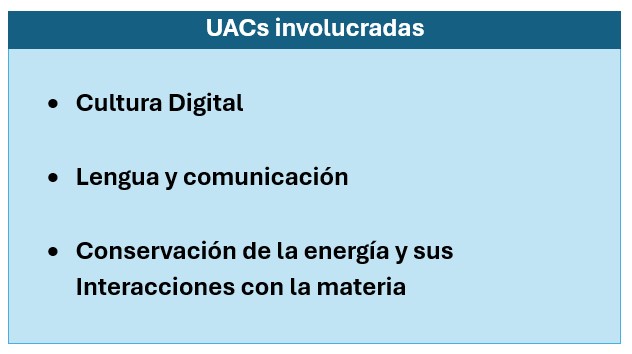 UACs involucradas
• Cultura Digital
• Lengua y comunicación
• Conservación de la energía y sus
Interacciones con la materia